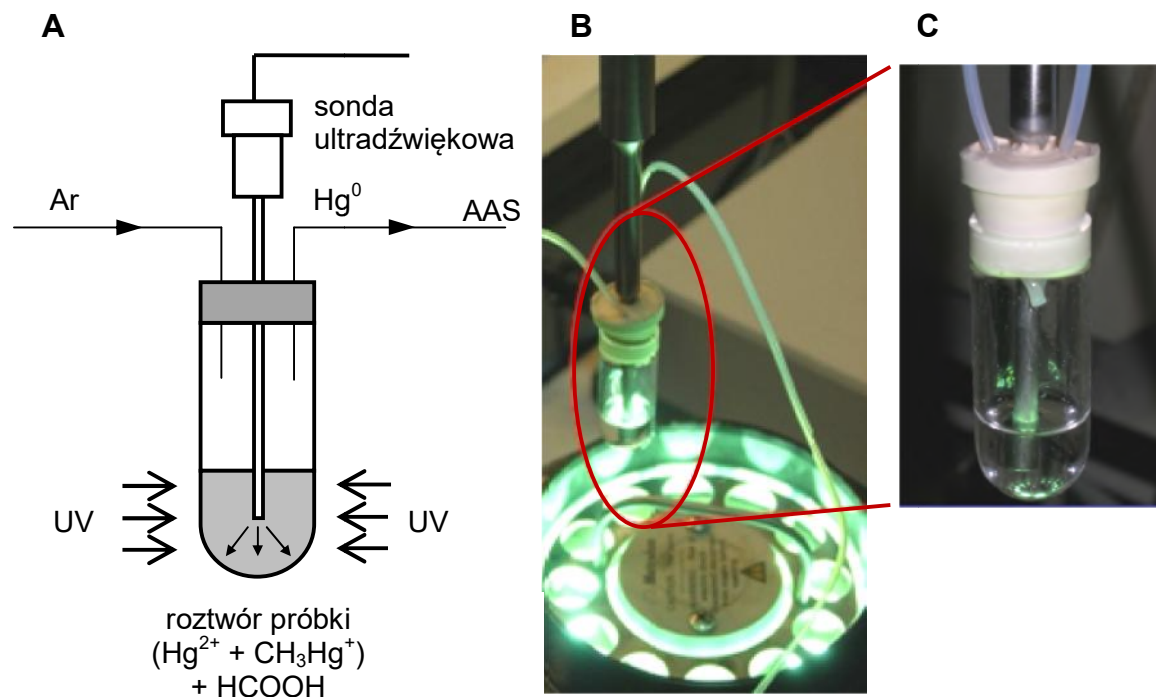 A
B
C
sonda
ultradźwiękowa
Ar
Hg⁰
AAS
UV
UV
roztwór próbki
(Hg²⁺ + CH₃Hg⁺)
+ HCOOH